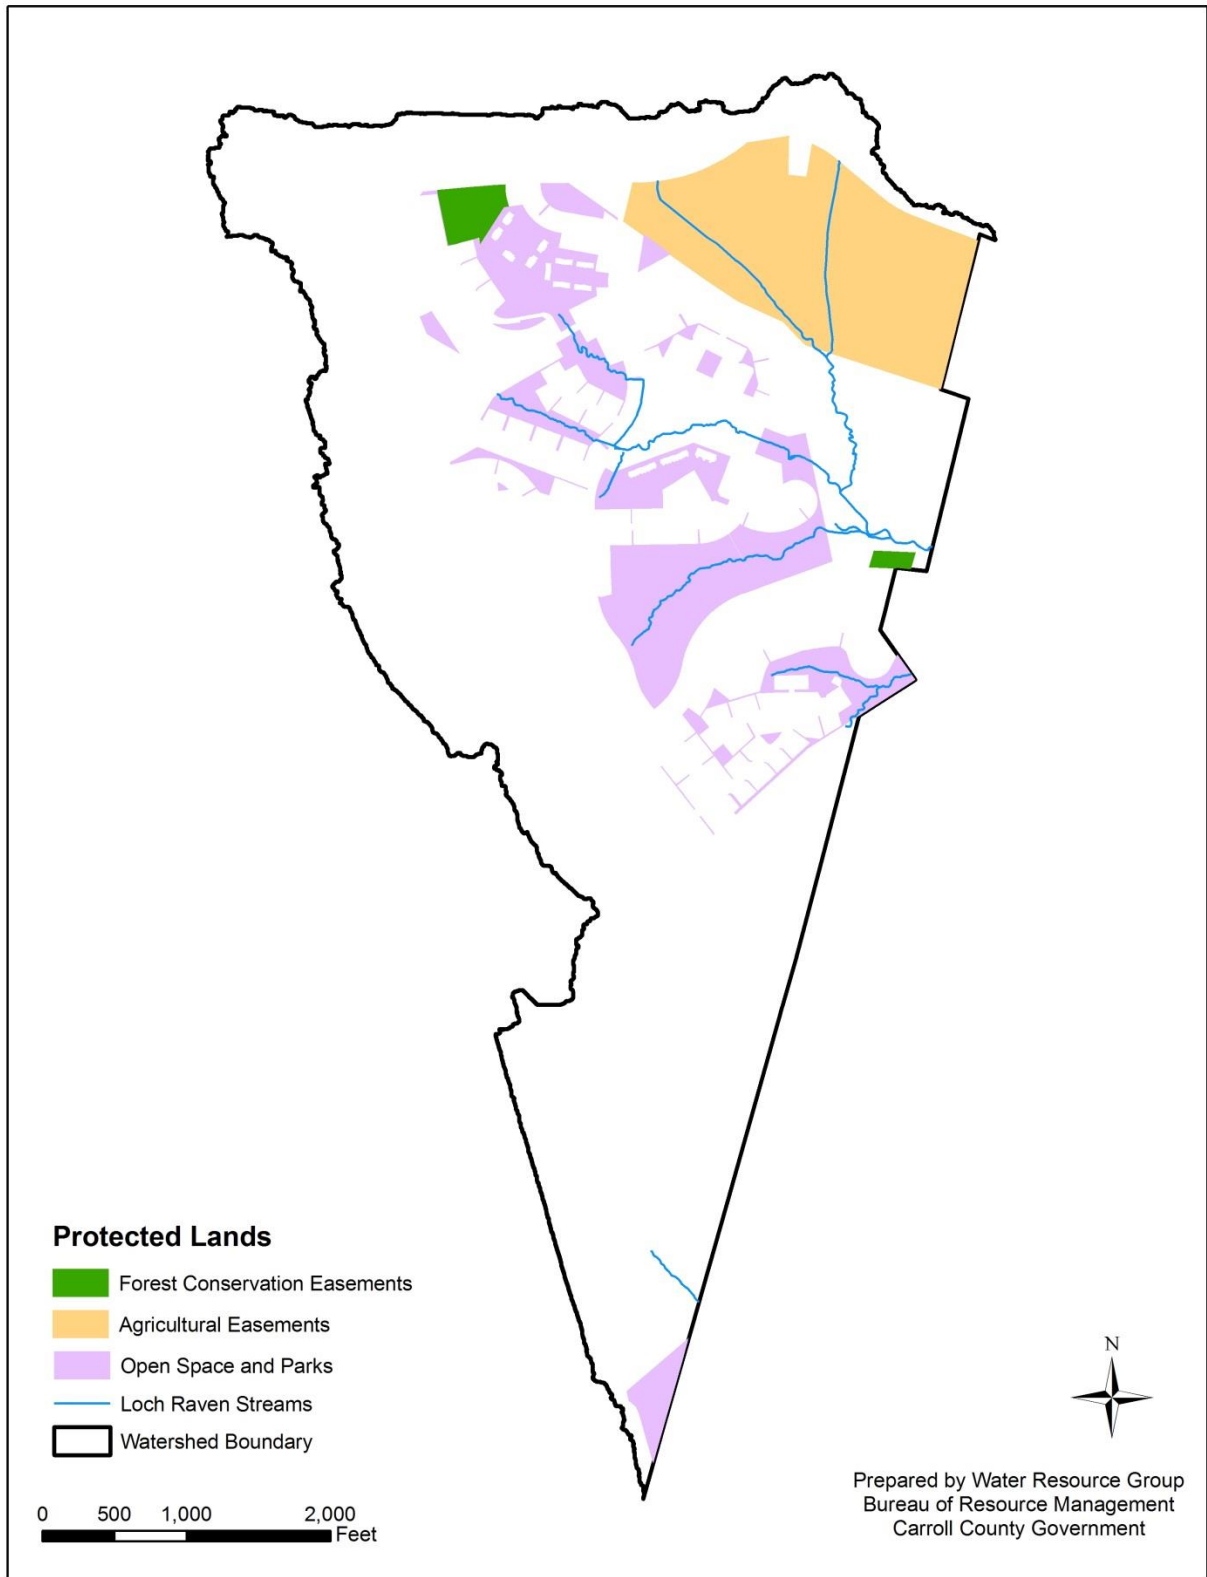 Protected Lands
Forest Conservation Easements
Agricultural Easements
Open Space and Parks
Loch Raven Streams
Watershed Boundary
0 500 1,000 2,000
Feet
N
Prepared by Water Resource Group
Bureau of Resource Management
Carroll County Government